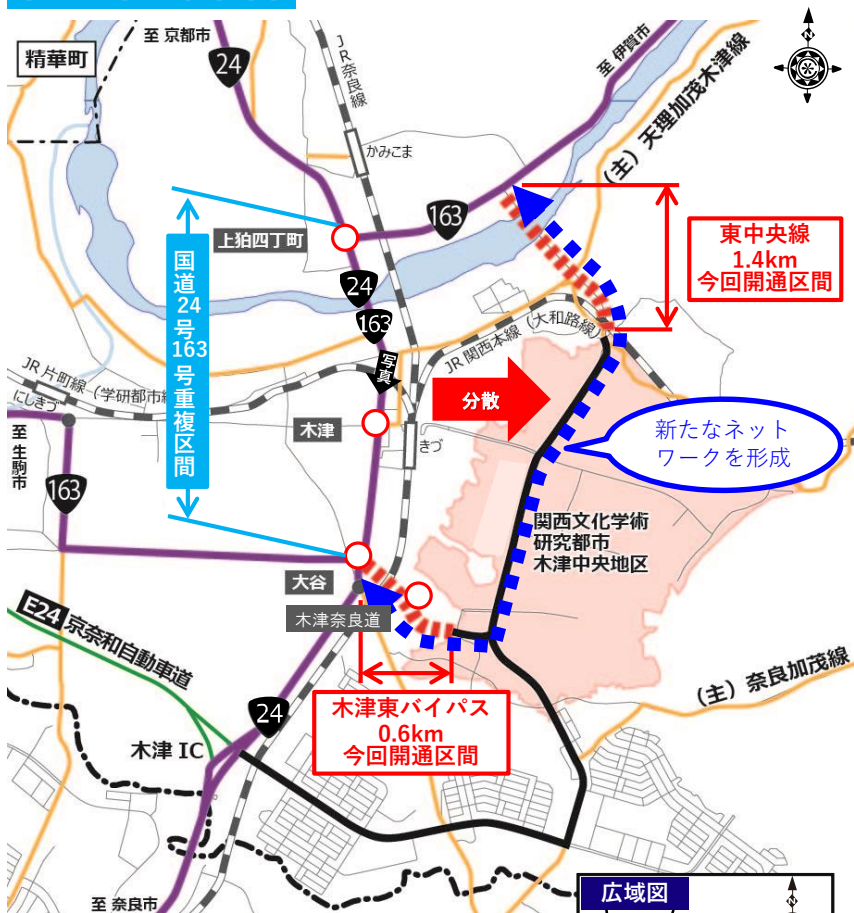 至 京都市
精華町
24
JR奈良線
かみこま
至 伊賀市
(主)天理加茂木津線
163
上狛四丁町
24
163
国道24号163号重複区間
東中央線
1.4km
今回開通区間
JR関西本線(大和路線)
JR片町線(学研都市線
にしきづ
写真
分散
木津
きづ
新たなネット
ワークを形成
至 生駒市
163
関西文化学術
研究都市
木津中央地区
大谷
木津奈良道
E24 京奈和自動車道
24
木津東バイパス
0.6km
今回開通区間
(主)奈良加茂線
木津 IC
至 奈良市
広域図
N